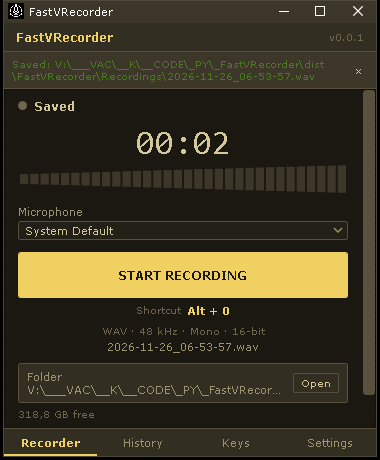 FastVRecorder
FastVRecorder v0.0.1
Saved: V:\___VAC\__K\__CODE\_PY\_FastVRecorder\dist
\FastVRecorder\Recordings\2026-11-26_06-53-57.wav
Saved
00:02
Microphone
System Default
START RECORDING
Shortcut Alt + 0
WAV · 48 kHz · Mono · 16-bit
2026-11-26_06-53-57.wav
Folder
V:\___VAC\__K\__CODE\_PY\_FastVRecor...
Open
318,8 GB free
Recorder History Keys Settings